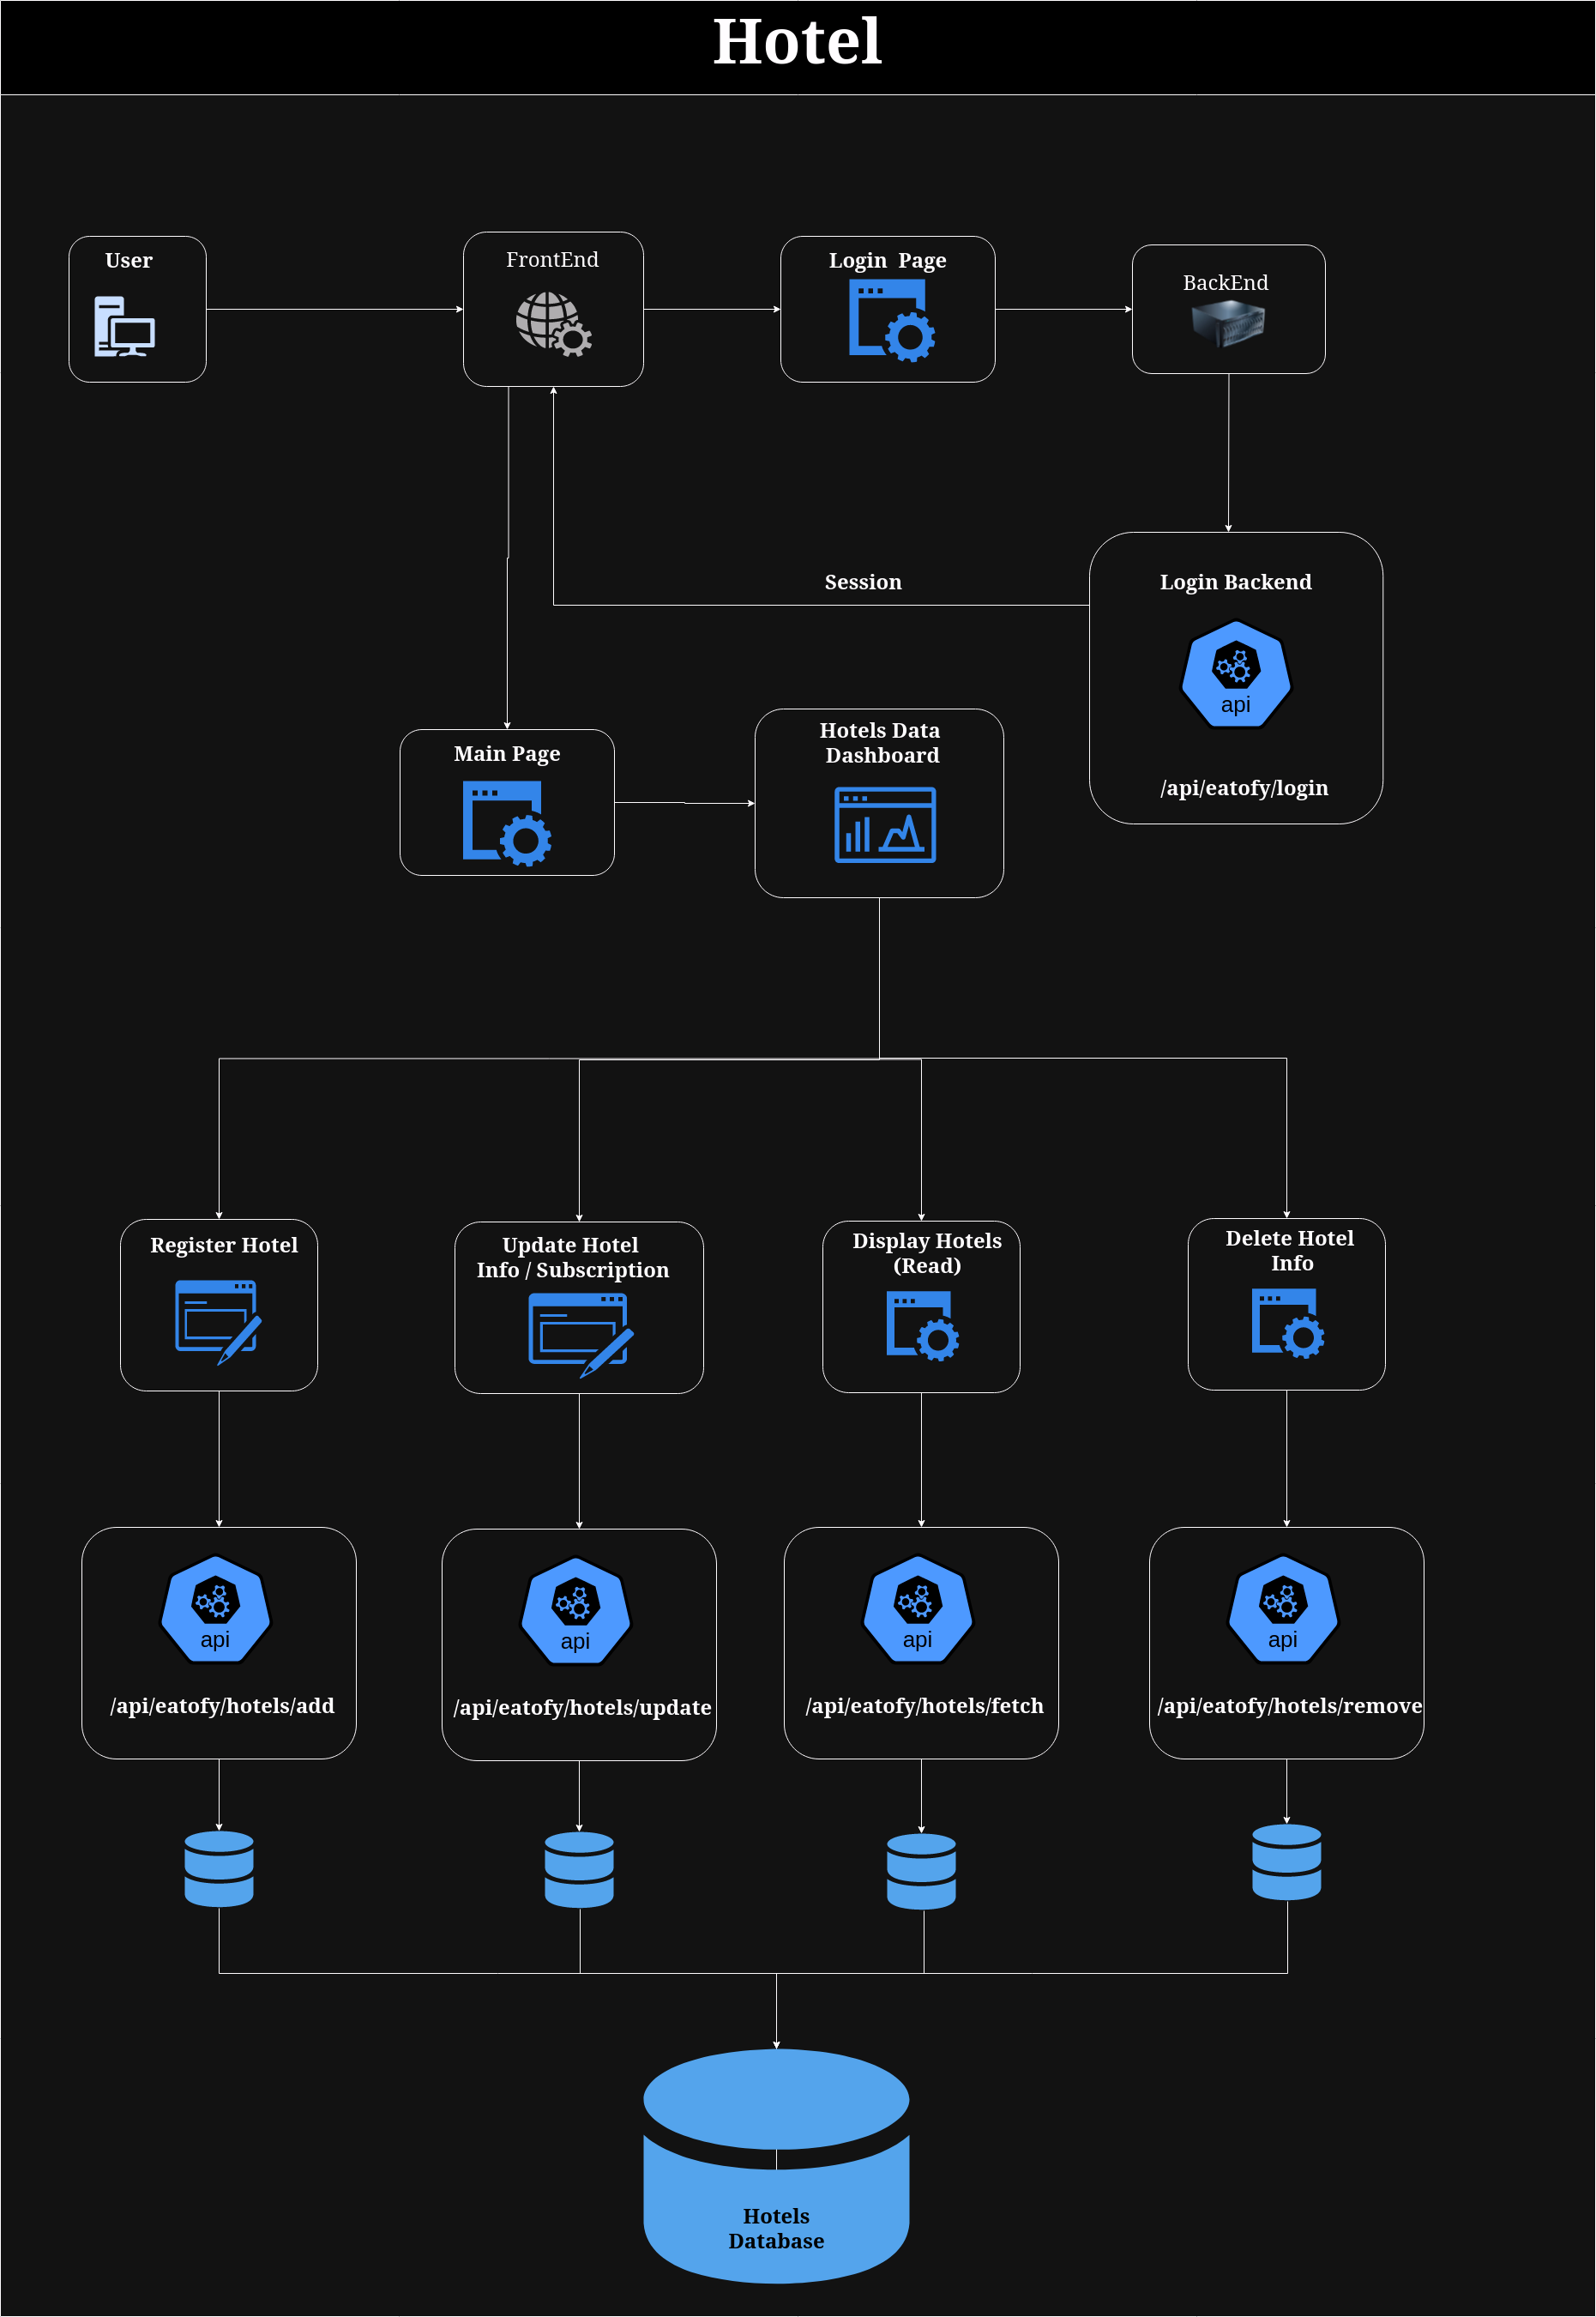 Hotel
User
FrontEnd
Login Page
BackEnd
Session
Login Backend
api
/api/eatofy/login
Main Page
Hotels Data
Dashboard
Register Hotel
Update Hotel
Info / Subscription
Display Hotels
(Read)
Delete Hotel
Info
api
/api/eatofy/hotels/add
api
/api/eatofy/hotels/update
api
/api/eatofy/hotels/fetch
api
/api/eatofy/hotels/remove
Hotels
Database